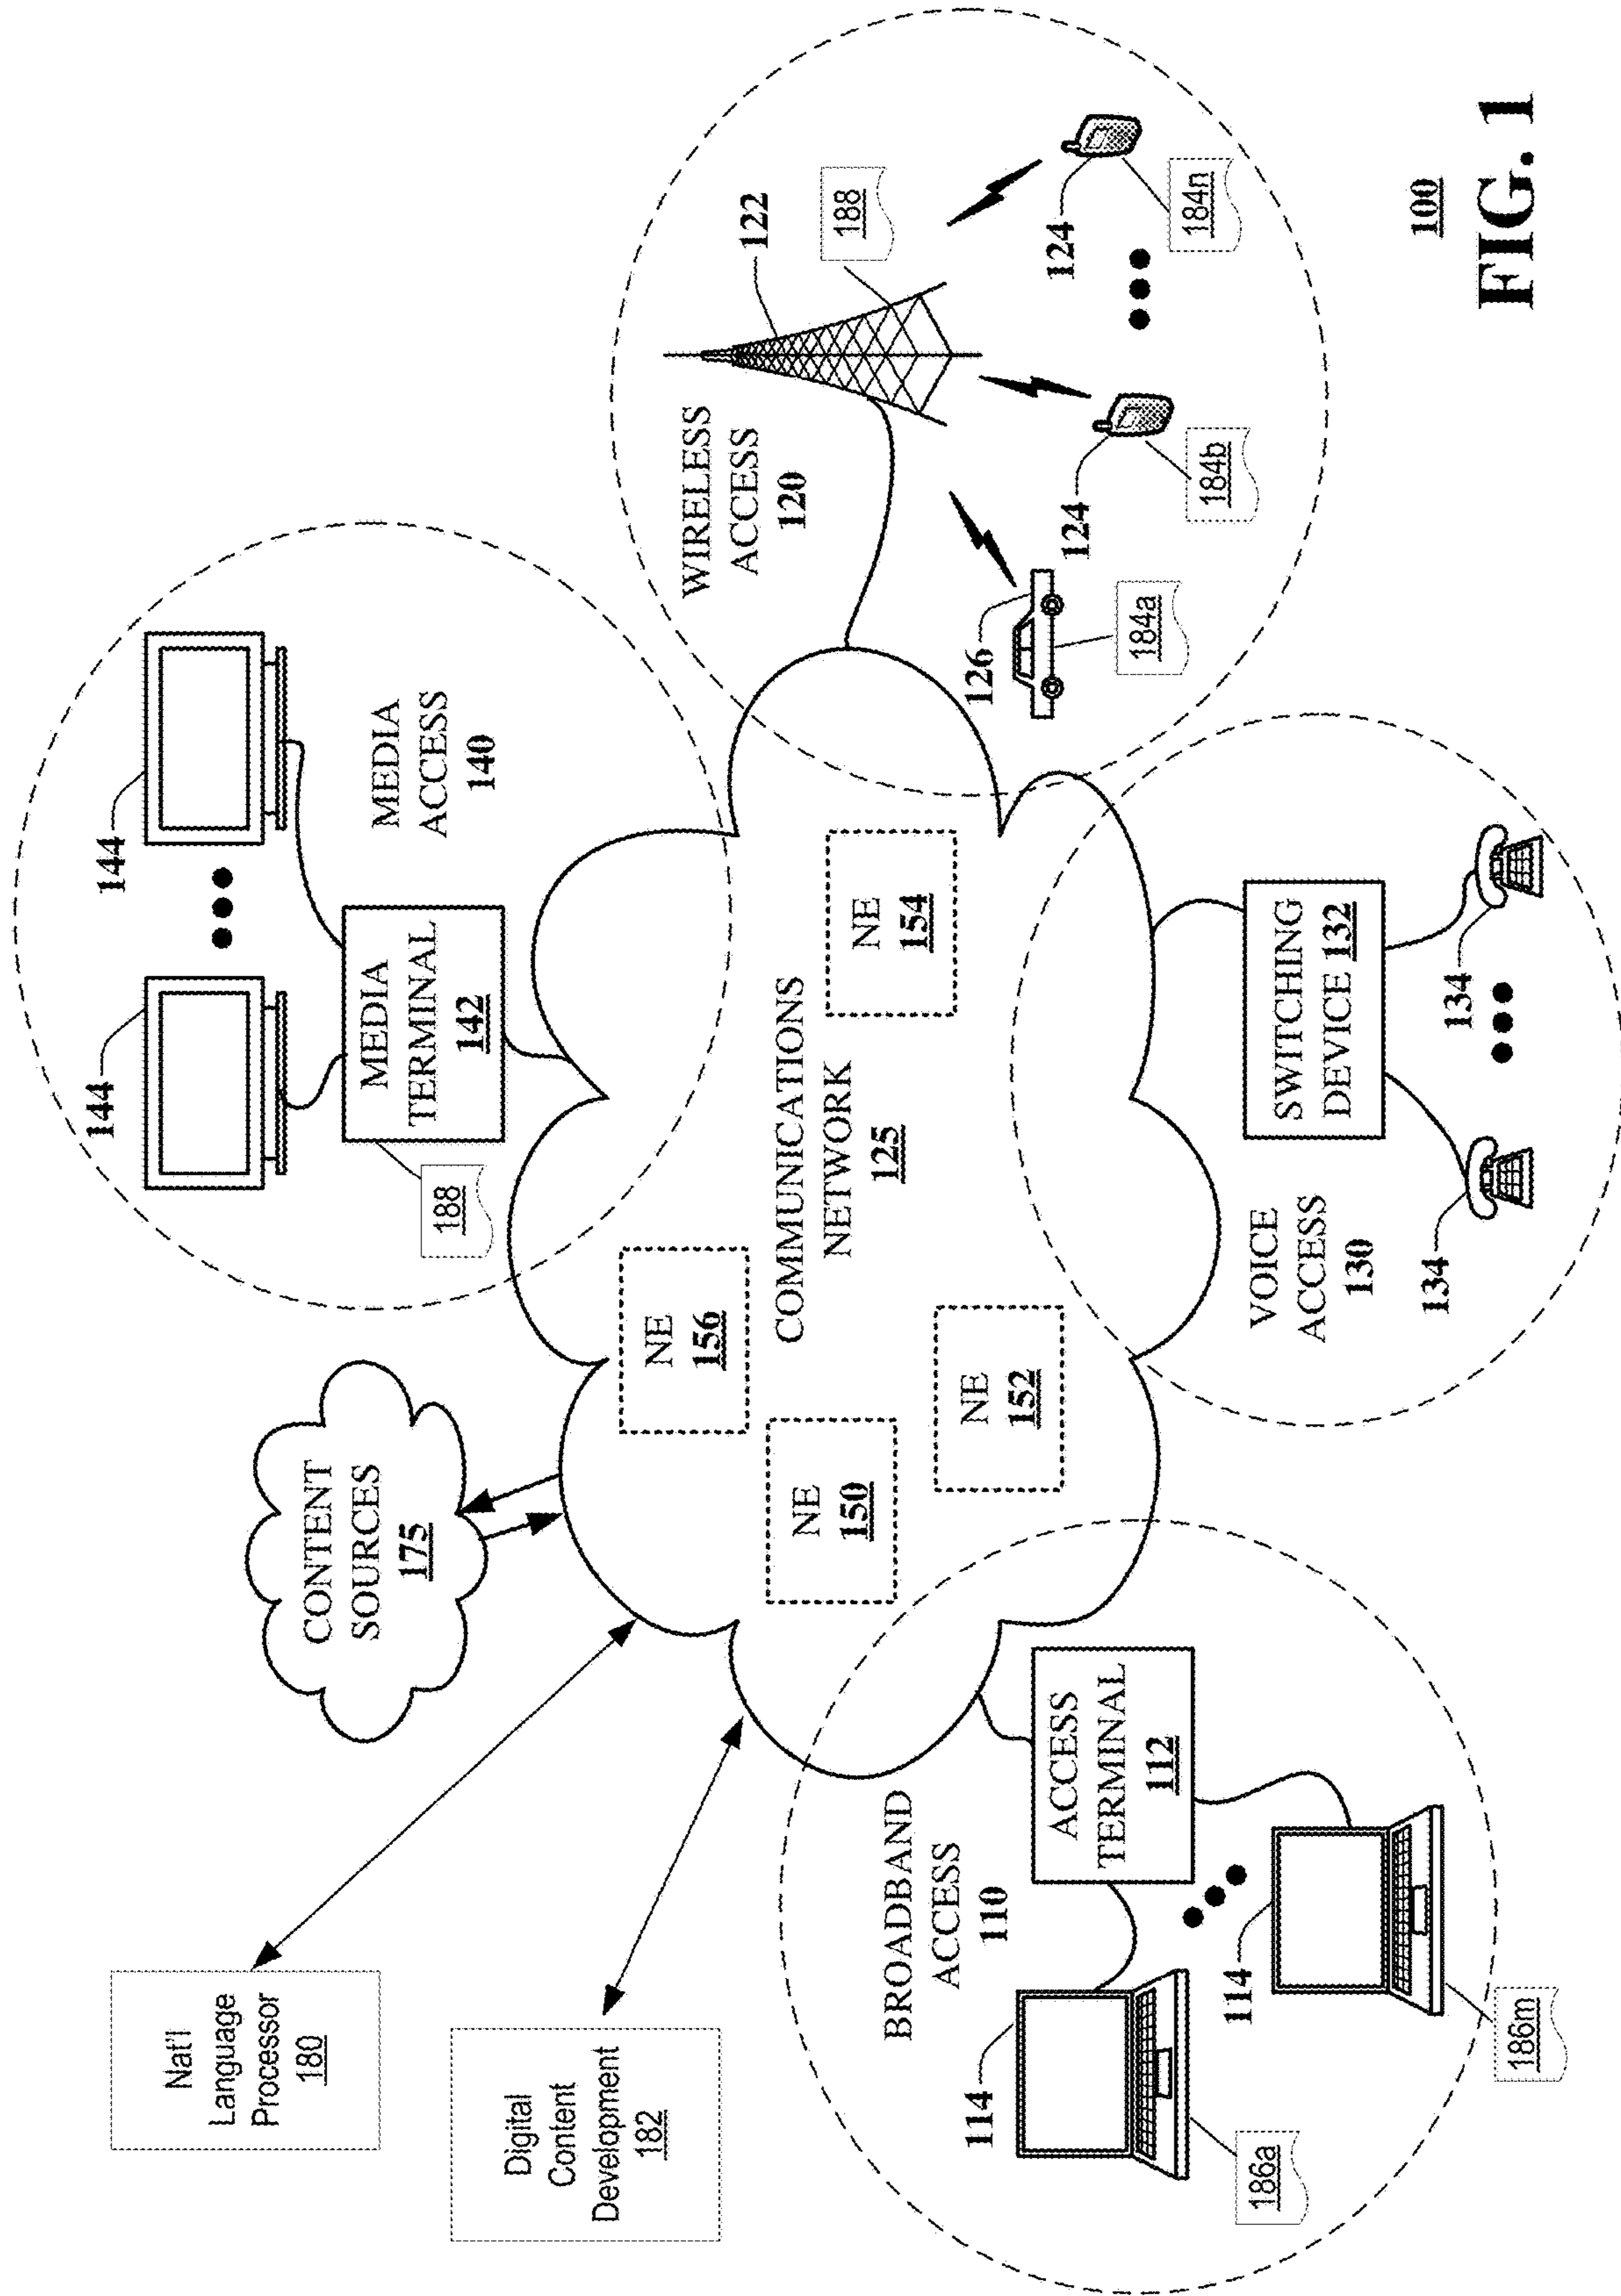 Nat'l
Language
Processor
180
Digital
Content
Development
182
CONTENT
SOURCES
175
144
144
MEDIA
TERMINAL
142
188
MEDIA
ACCESS
140
NE
156
NE
150
NE
152
NE
154
COMMUNICATIONS
NETWORK
125
WIRELESS
ACCESS
120
122
188
126
184a
124
184b
124
184n
BROADBAND
ACCESS
110
ACCESS
TERMINAL
112
114
186a
114
186m
VOICE
ACCESS
130
SWITCHING
DEVICE 132
134
134
100
FIG. 1